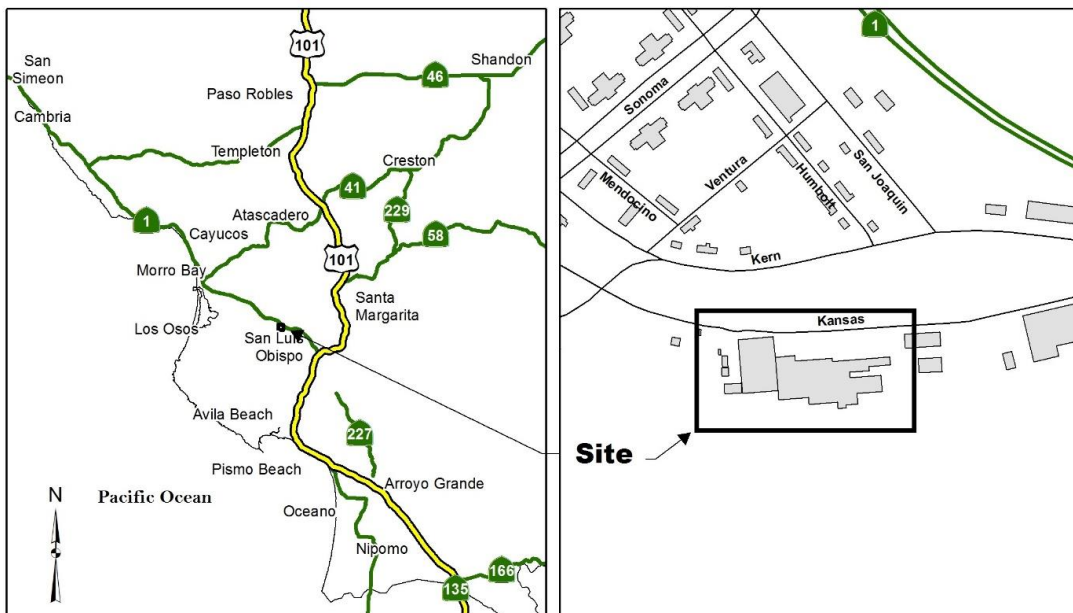 101
Shandon
San
Simeon
46
Paso Robles
Cambria
Templeton
Creston
41
229
Atascadero
1
Cayucos
58
101
Morro Bay
Santa
Margarita
Los Osos
San Luis
Obispo
Avila Beach
227
Pismo Beach
Arroyo Grande
N
Pacific Ocean
Oceano
Nipomo
166
135
1
Sonoma
San Joaquin
Ventura
Humbolt
Mendocino
Kern
Kansas
Site